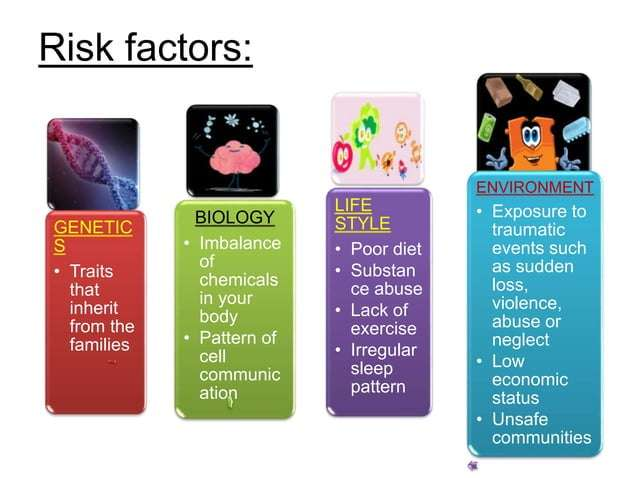 Risk factors:
GENETIC
S
• Traits
that
inherit
from the
families
BIOLOGY
• Imbalance
of
chemicals
in your
body
• Pattern of
cell
communic
ation
LIFE
STYLE
• Poor diet
• Substan
ce abuse
• Lack of
exercise
• Irregular
sleep
pattern
ENVIRONMENT
• Exposure to
traumatic
events such
as sudden
loss,
violence,
abuse or
neglect
• Low
economic
status
• Unsafe
communities